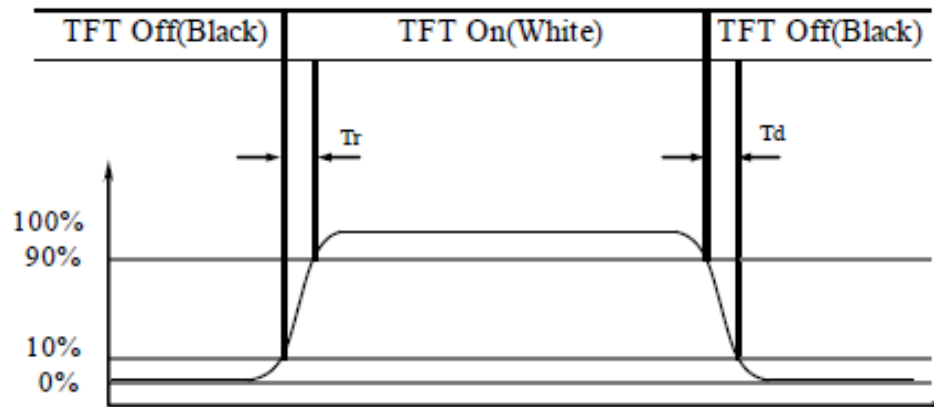 TFT Off(Black) TFT On(White) TFT Off(Black)
Tr Td
100%
90%
10%
0%